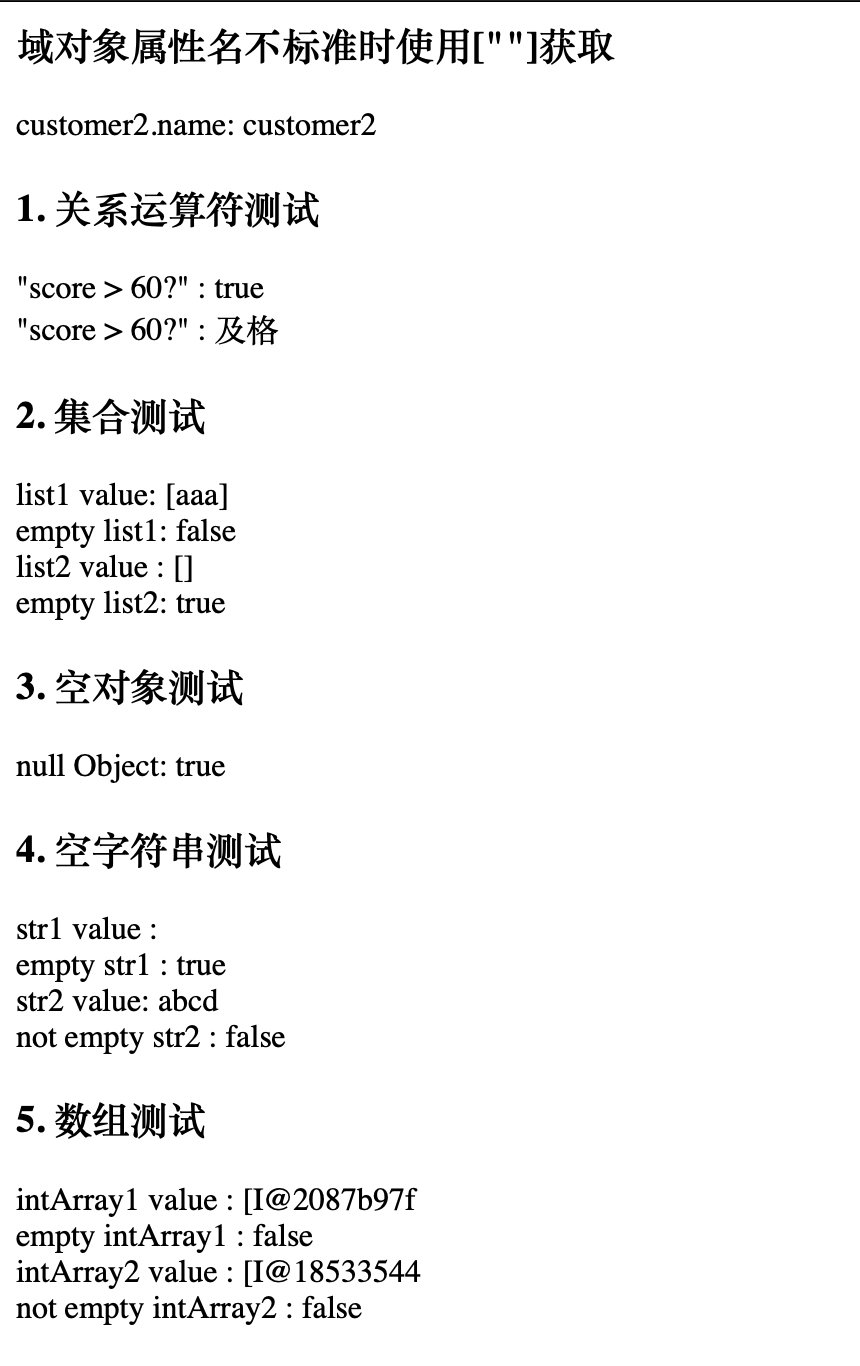 域对象属性名不标准时使用[""]获取
customer2.name: customer2
1. 关系运算符测试
"score > 60?" : true
"score > 60?" : 及格
2. 集合测试
list1 value: [aaa]
empty list1: false
list2 value : []
empty list2: true
3. 空对象测试
null Object: true
4. 空字符串测试
str1 value :
empty str1 : true
str2 value: abcd
not empty str2 : false
5. 数组测试
intArray1 value : [I@2087b97f
empty intArray1 : false
intArray2 value : [I@18533544
not empty intArray2 : false